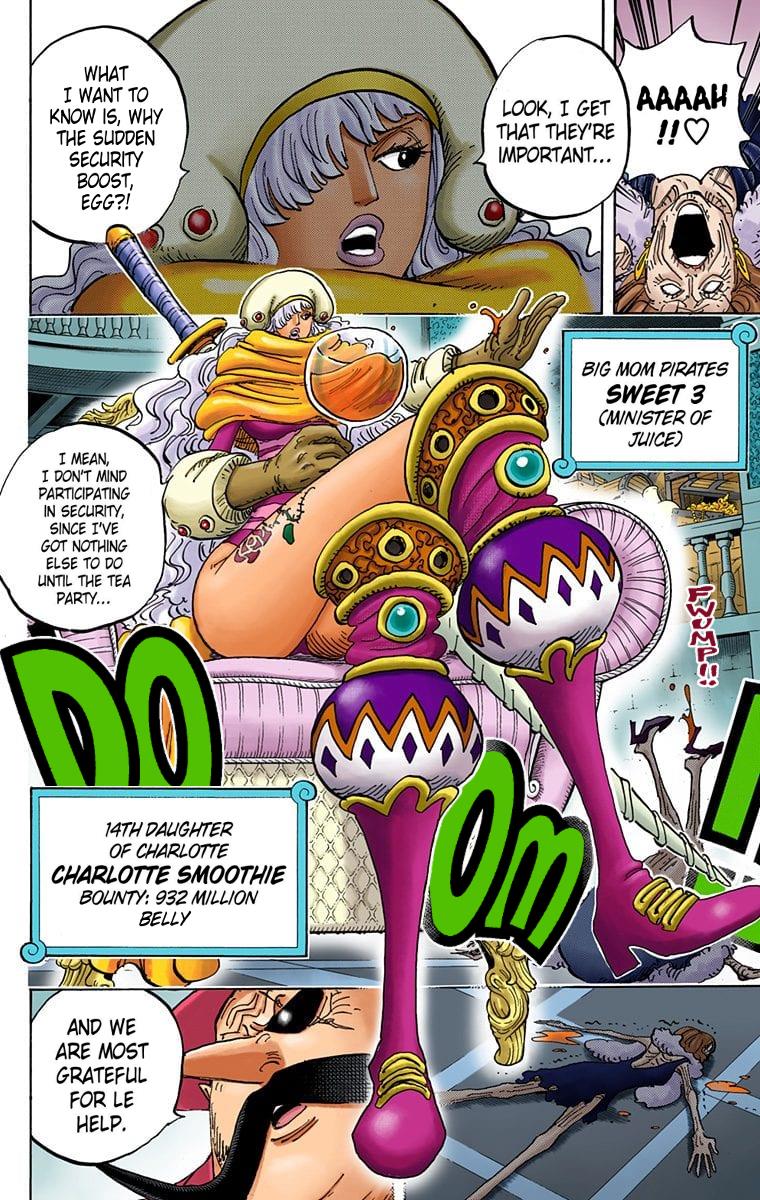 AAAAH
!!♡
LOOK, I GET
THAT THEY'RE
IMPORTANT...
WHAT
I WANT TO
KNOW IS, WHY
THE SUDDEN
SECURITY
BOOST,
EGG?!
BIG MOM PIRATES
SWEET 3
(MINISTER OF
JUICE)
I MEAN,
I DON'T MIND
PARTICIPATING
IN SECURITY,
SINCE I'VE
GOT NOTHING
ELSE TO DO
UNTIL THE TEA
PARTY...
FWUMP!!
DO
OM
14TH DAUGHTER
OF CHARLOTTE
CHARLOTTE SMOOTHIE
BOUNTY: 932 MILLION
BELLY
AND WE
ARE MOST
GRATEFUL
FOR LE
HELP.